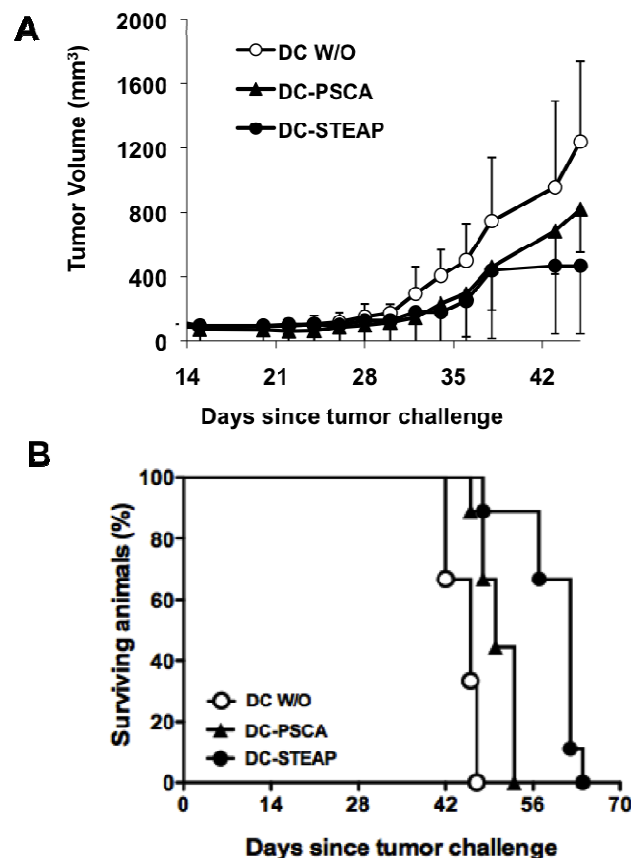 A
2000
1600
1200
800
400
0
Tumor Volume (mm³)
DC W/O
DC-PSCA
DC-STEAP
14 21 28 35 42
Days since tumor challenge
B
100
80
60
40
20
0
Surviving animals (%)
DC W/O
DC-PSCA
DC-STEAP
0 14 28 42 56 70
Days since tumor challenge